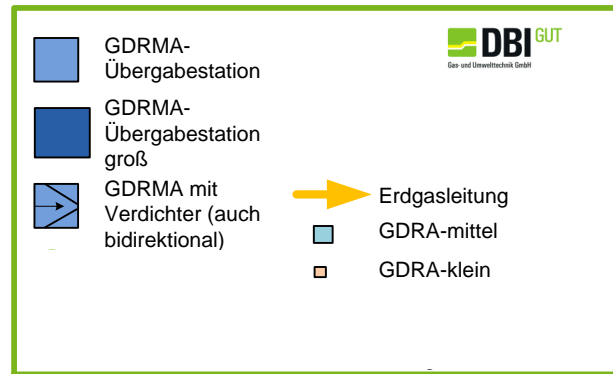 GDRMA-
Übergabestation
GDRMA-
Übergabestation
groß
GDRMA mit
Verdichter (auch
bidirektional)
DBI GUT
Gas- und Umwelttechnik GmbH
Erdgasleitung
GDRA-mittel
GDRA-klein